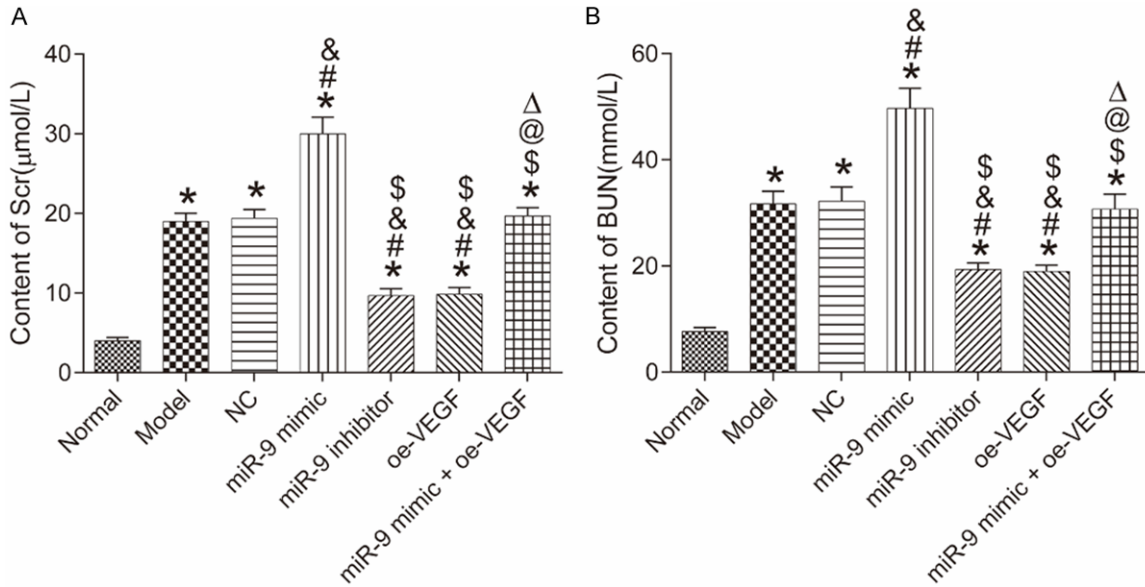 A
Content of Scr(μmol/L)
40
30
20
10
0
*
*
&
#
*
$
&
#
*
$
&
#
*
Δ
@
$
*
Normal
Model
NC
miR-9 mimic
miR-9 inhibitor
oe-VEGF
miR-9 mimic + oe-VEGF
B
Content of BUN(mmol/L)
60
40
20
0
*
*
&
#
*
$
&
#
*
$
&
#
*
Δ
@
$
*
Normal
Model
NC
miR-9 mimic
miR-9 inhibitor
oe-VEGF
miR-9 mimic + oe-VEGF